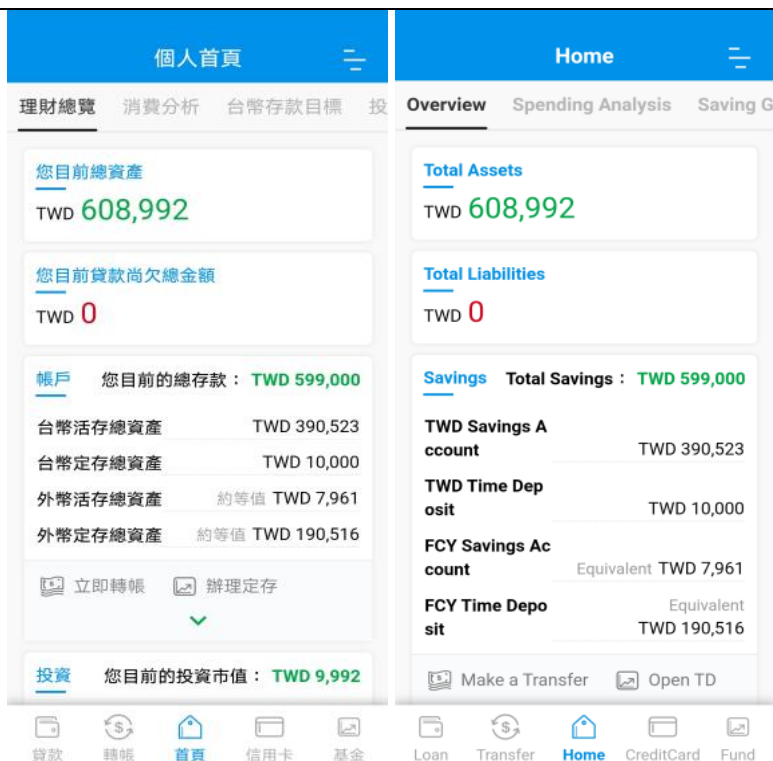 個人首頁
理財總覽 消費分析 台幣存款目標 投
您目前總資產
TWD 608,992
您目前貸款尚欠總金額
TWD 0
帳戶 您目前的總存款： TWD 599,000
台幣活存總資產 TWD 390,523
台幣定存總資產 TWD 10,000
外幣活存總資產 約等值 TWD 7,961
外幣定存總資產 約等值 TWD 190,516
立即轉帳 辦理定存
投資 您目前的投資市值： TWD 9,992
貸款 轉帳 首頁 信用卡 基金
Home
Overview Spending Analysis Saving G
Total Assets
TWD 608,992
Total Liabilities
TWD 0
Savings Total Savings： TWD 599,000
TWD Savings A
ccount TWD 390,523
TWD Time Dep
osit TWD 10,000
FCY Savings Ac
count Equivalent TWD 7,961
FCY Time Depo Equivalent
sit TWD 190,516
Make a Transfer Open TD
Loan Transfer Home CreditCard Fund